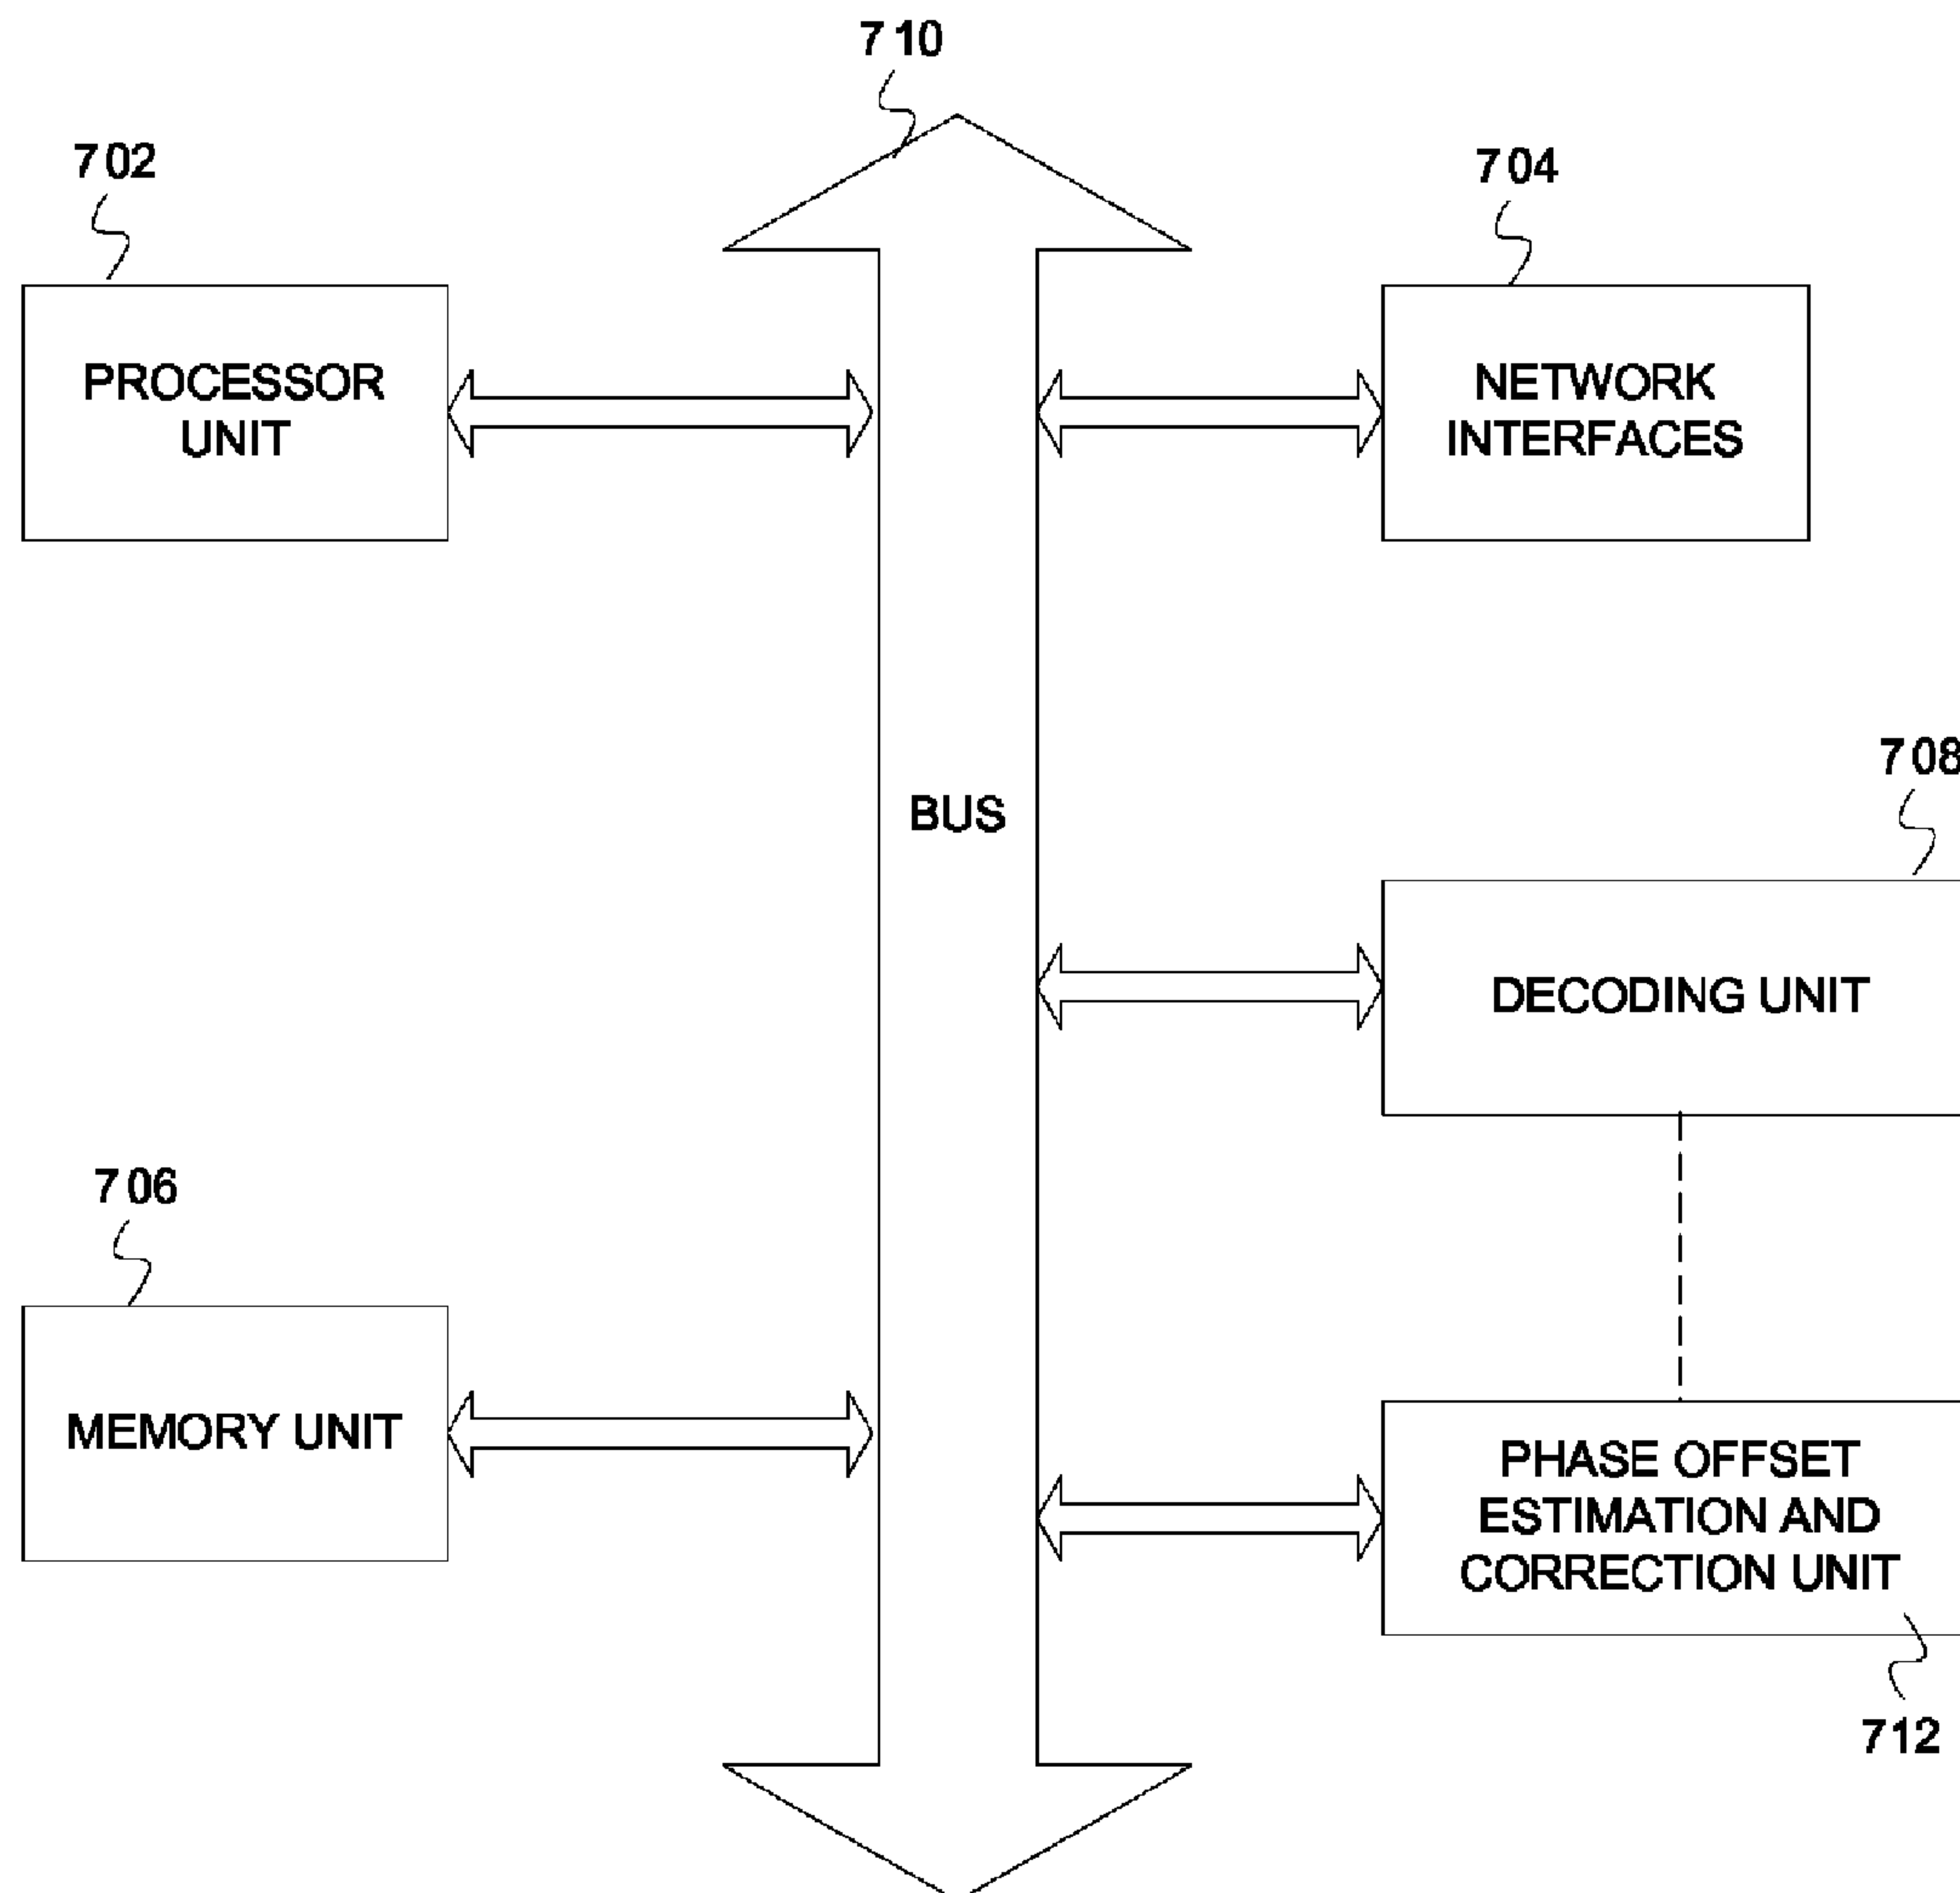 710
702
704
PROCESSOR
UNIT
NETWORK
INTERFACES
708
BUS
DECODING UNIT
706
MEMORY UNIT
PHASE OFFSET
ESTIMATION AND
CORRECTION UNIT
712